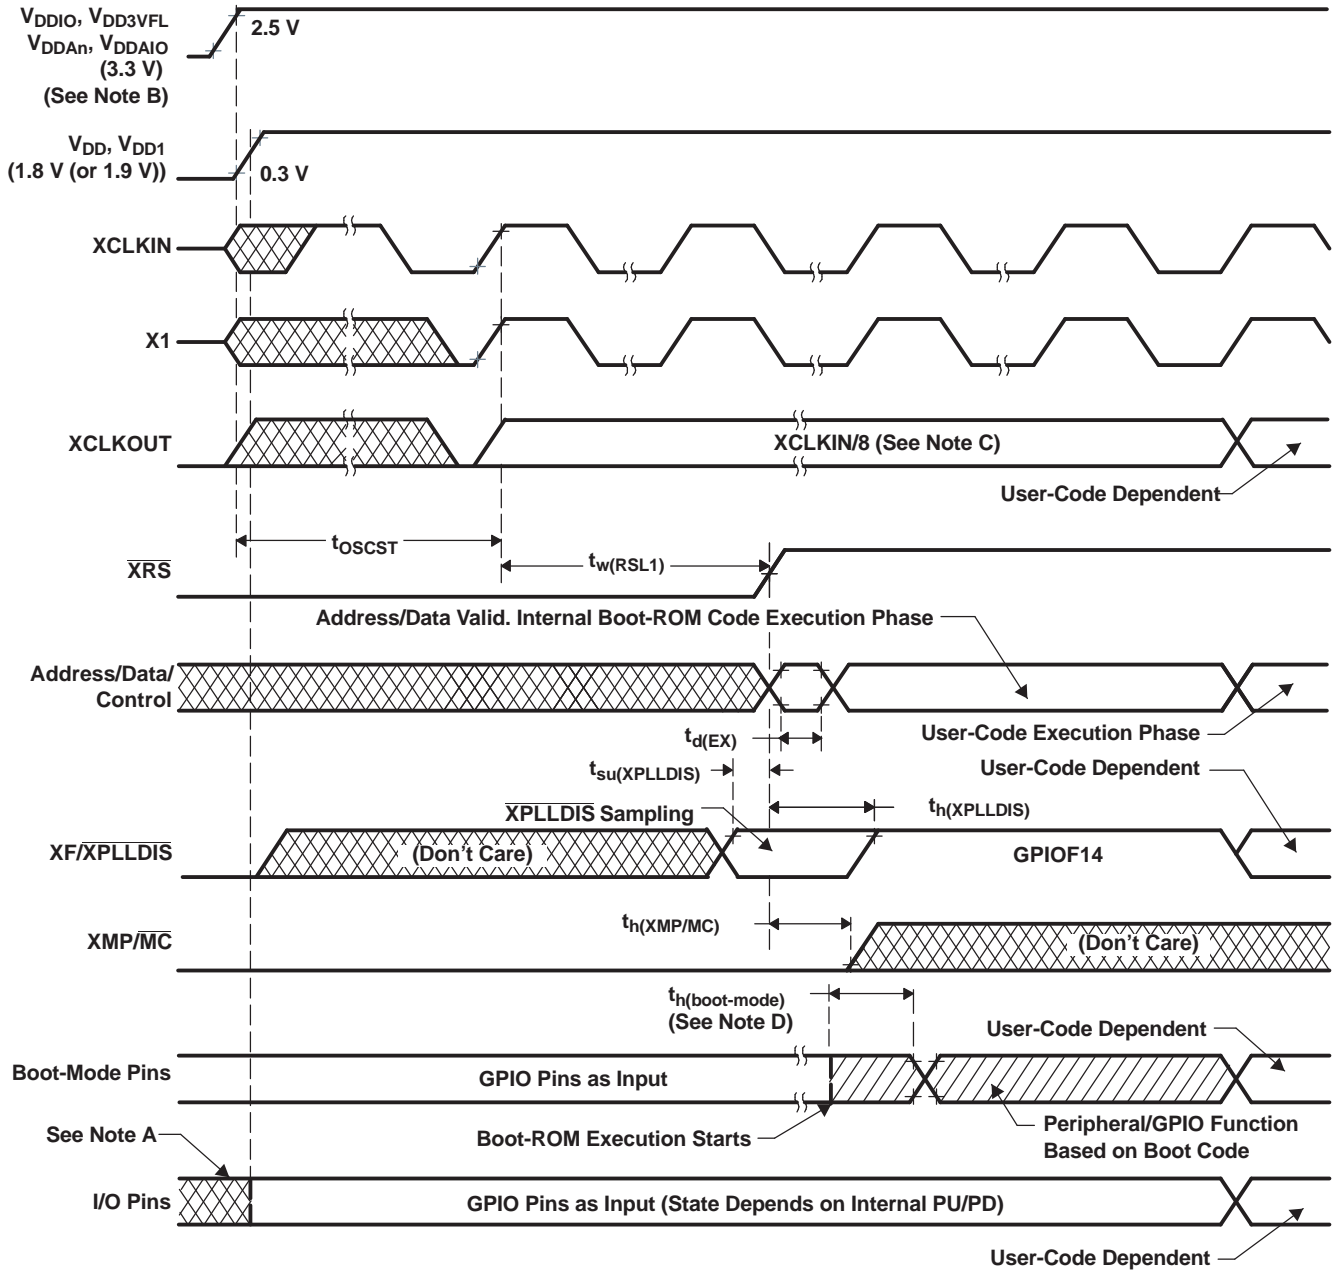 VDDIO, VDD3VFL
VDDAn, VDDAIO
(3.3 V)
(See Note B)
2.5 V
VDD, VDD1
(1.8 V (or 1.9 V))
0.3 V
XCLKIN
X1
XCLKOUT
XCLKIN/8 (See Note C)
User-Code Dependent
tOSCST
XRS
tw(RSL1)
Address/Data Valid. Internal Boot-ROM Code Execution Phase
Address/Data/
Control
td(EX)
User-Code Execution Phase
tsu(XPLLDIS)
User-Code Dependent
XPLLDIS Sampling
th(XPLLDIS)
XF/XPLLDIS
(Don't Care)
GPIOF14
th(XMP/MC)
XMP/MC
(Don't Care)
th(boot-mode)
(See Note D)
User-Code Dependent
Boot-Mode Pins
GPIO Pins as Input
Boot-ROM Execution Starts
Peripheral/GPIO Function
Based on Boot Code
See Note A
I/O Pins
GPIO Pins as Input (State Depends on Internal PU/PD)
User-Code Dependent